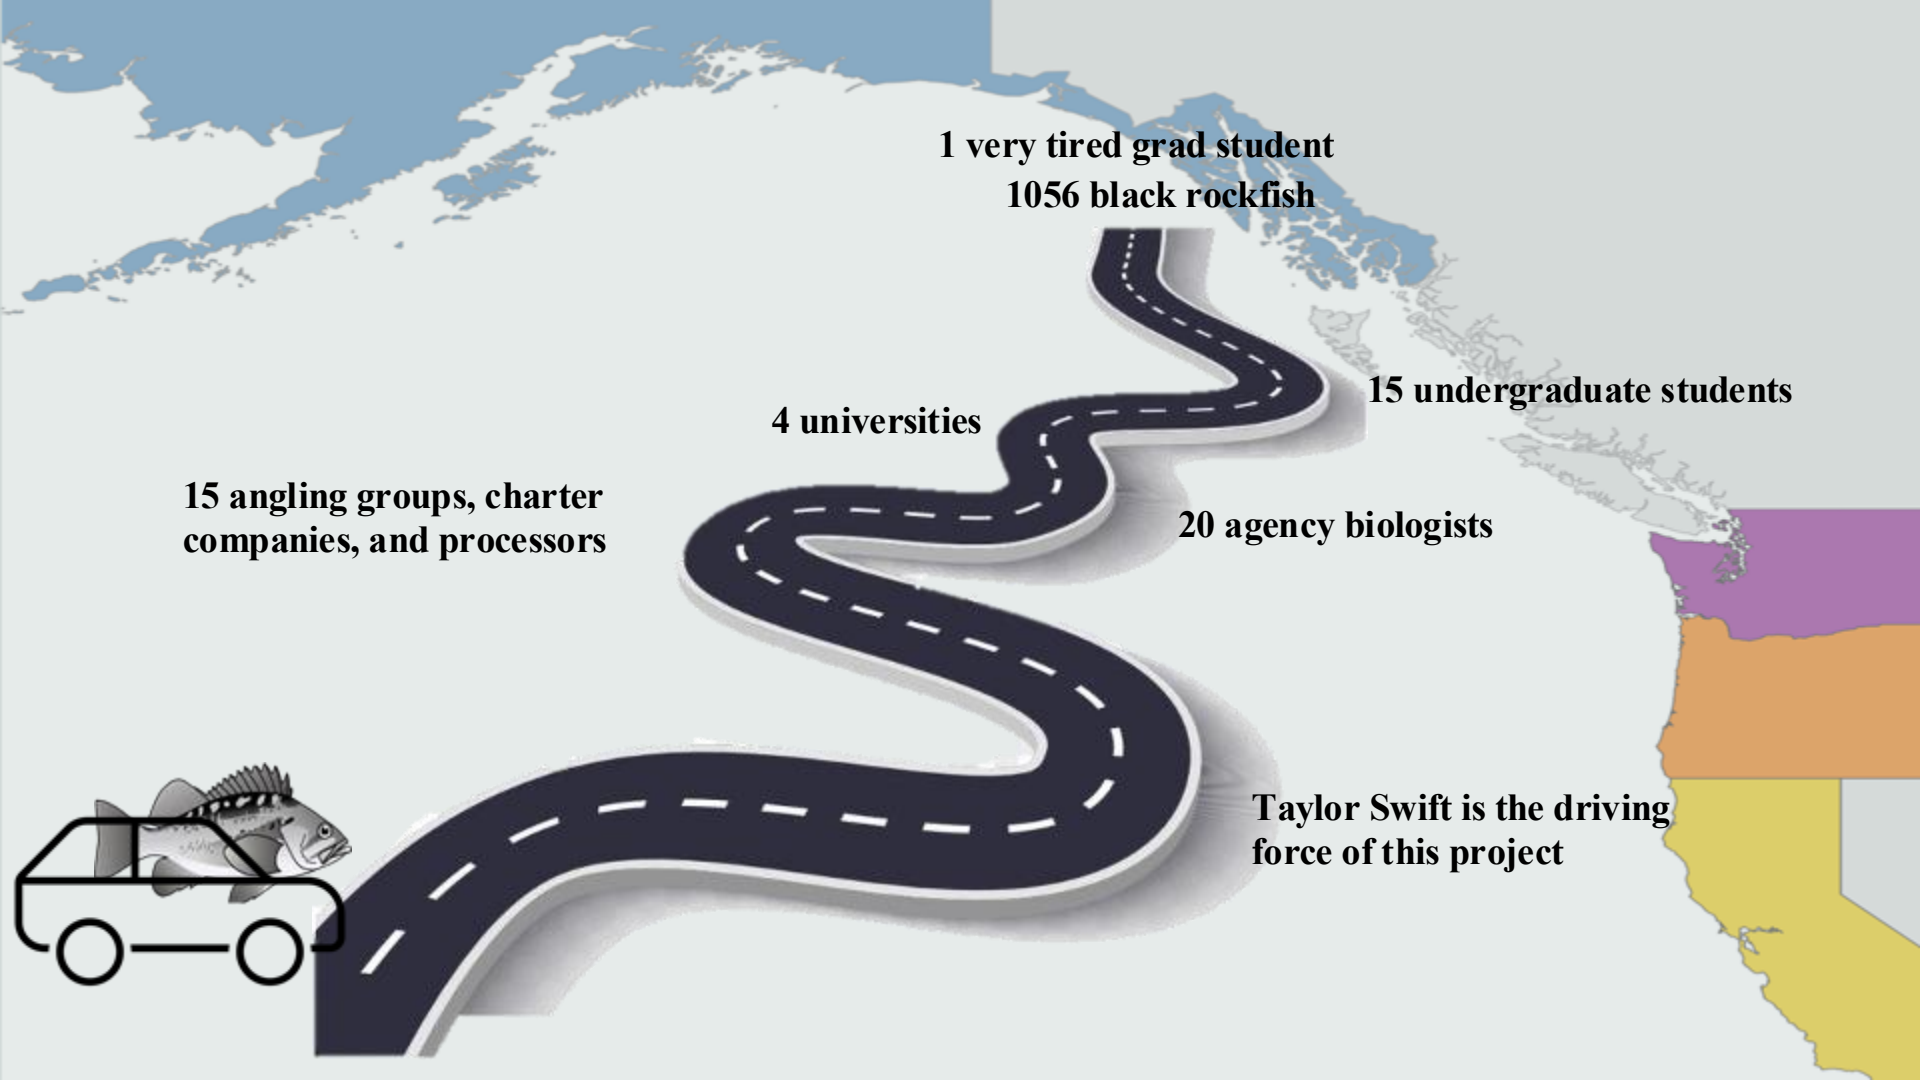 1 very tired grad student
1056 black rockfish
15 undergraduate students
4 universities
15 angling groups, charter
companies, and processors
20 agency biologists
Taylor Swift is the driving
force of this project